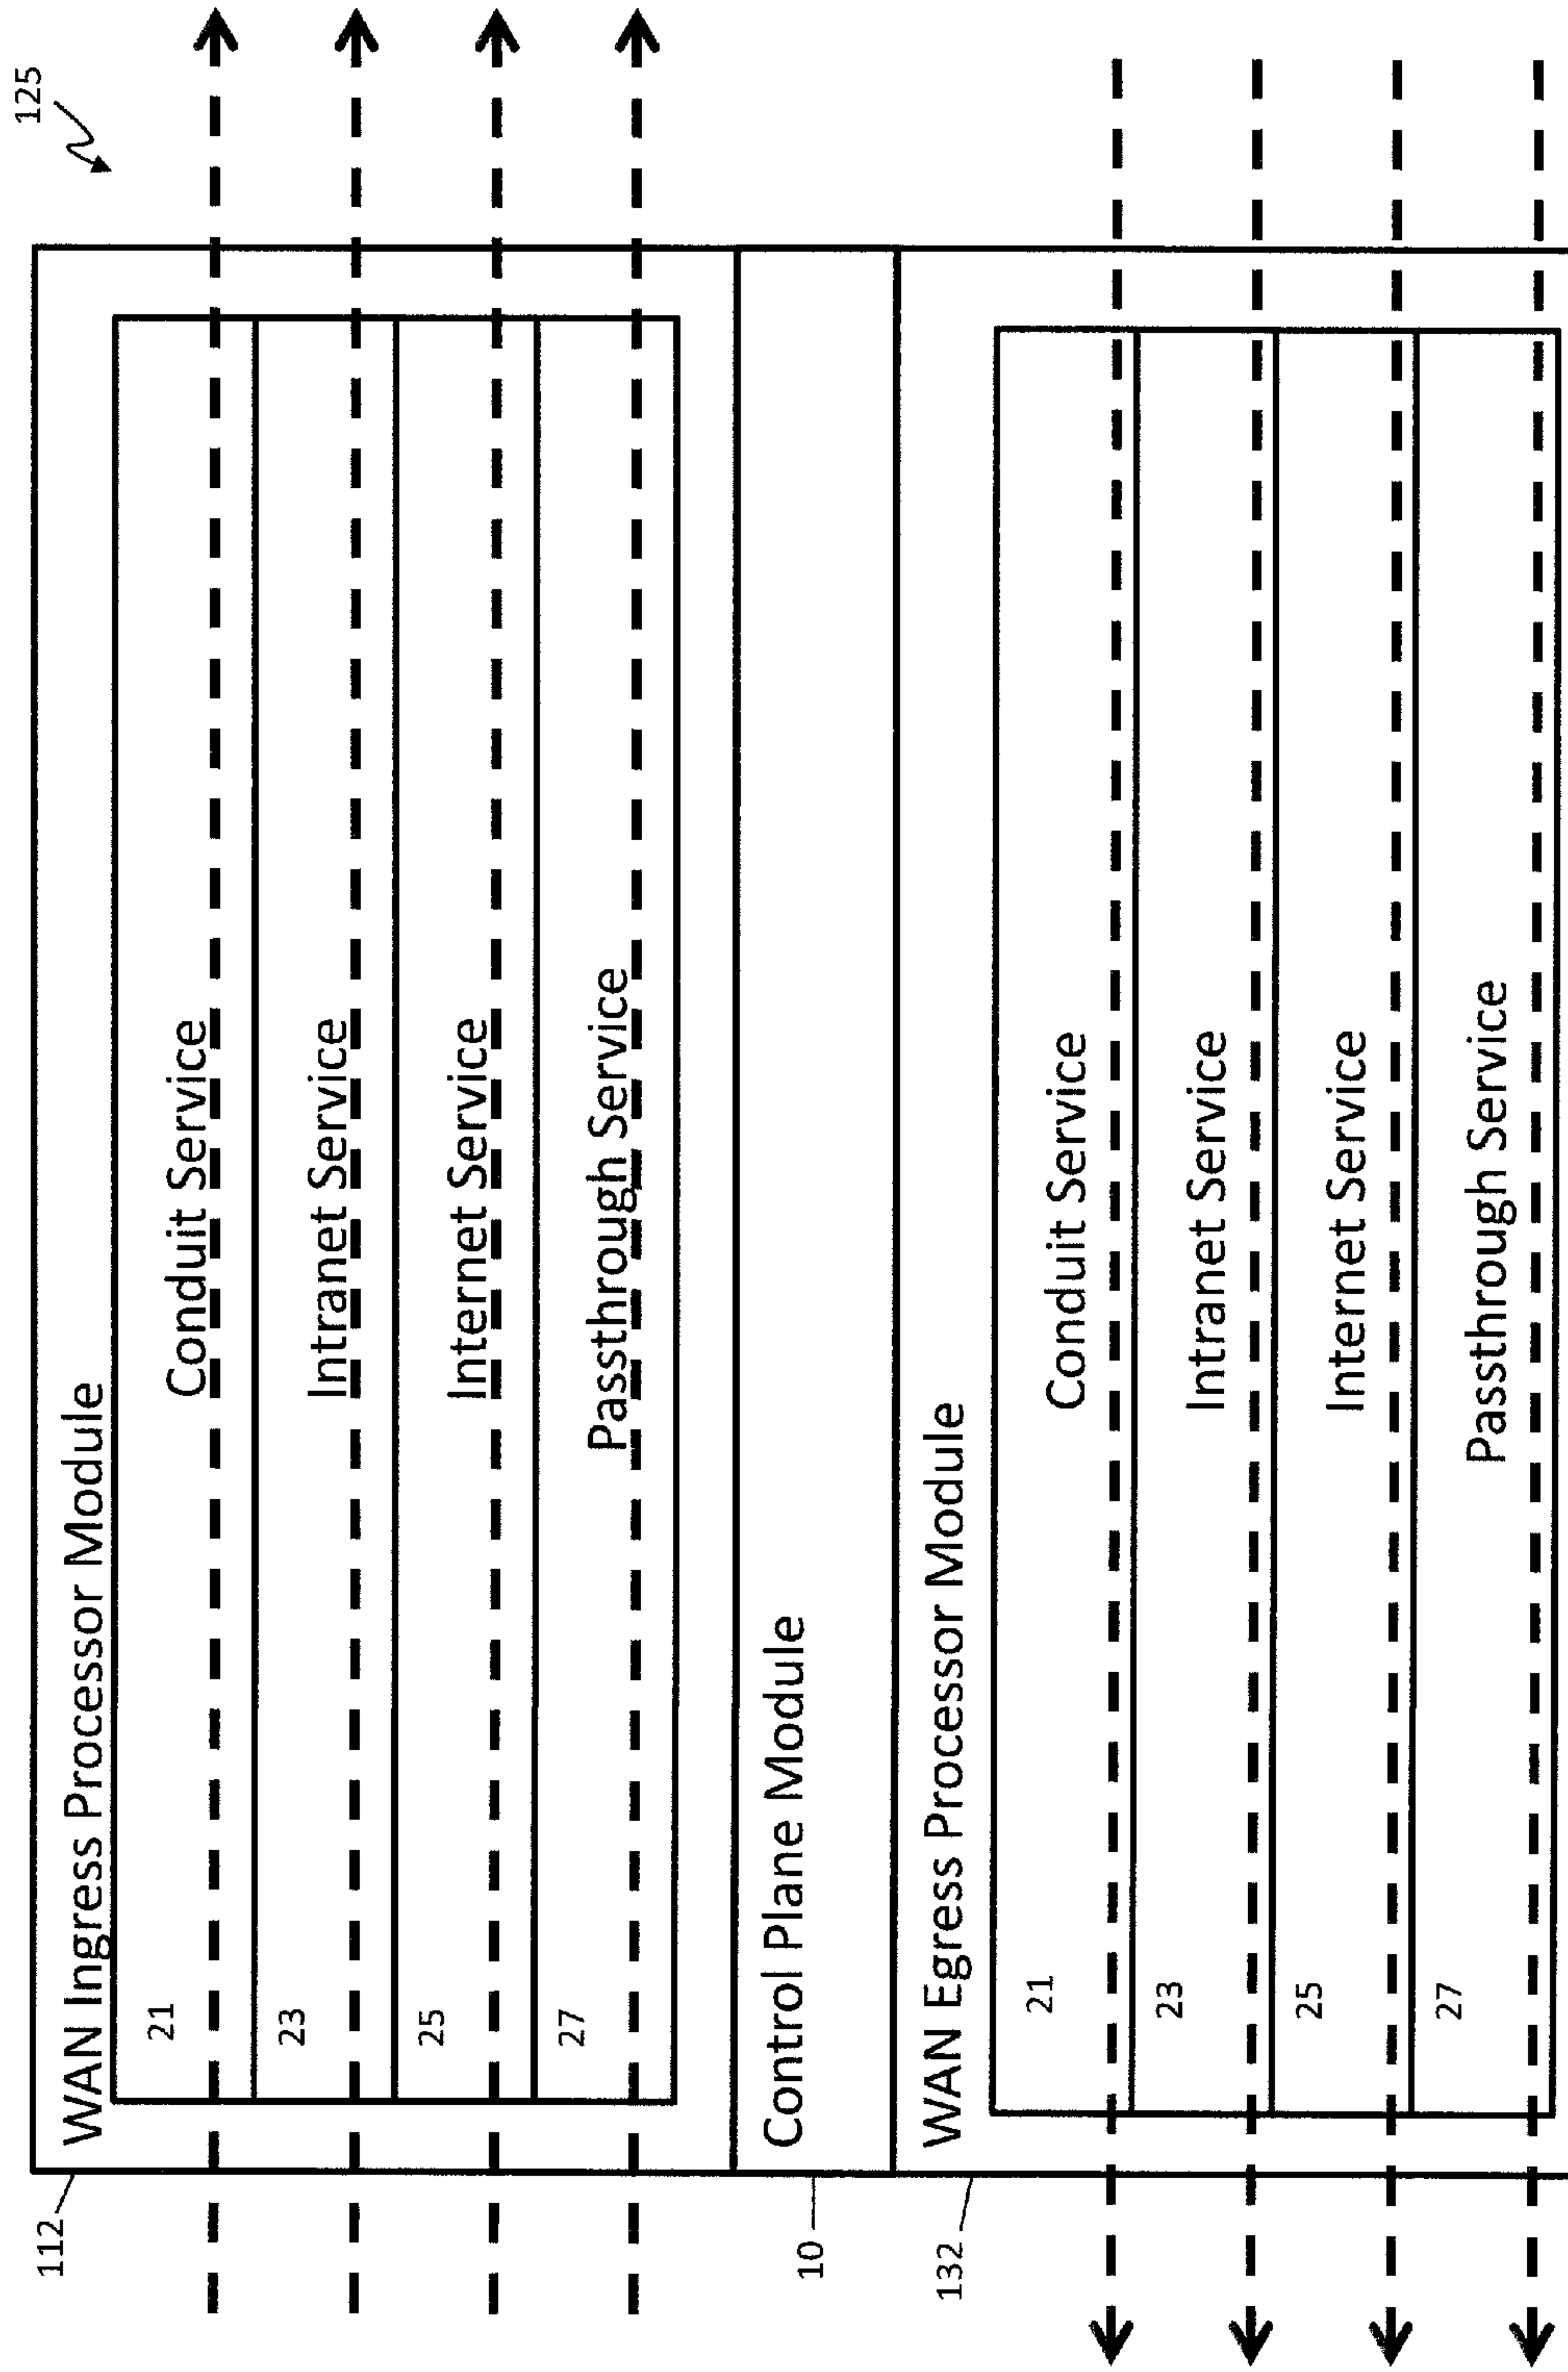 125
112
WAN Ingress Processor Module
21
Conduit Service
23
Intranet Service
25
Internet Service
27
Passthrough Service
10
Control Plane Module
132
WAN Egress Processor Module
21
Conduit Service
23
Intranet Service
25
Internet Service
27
Passthrough Service